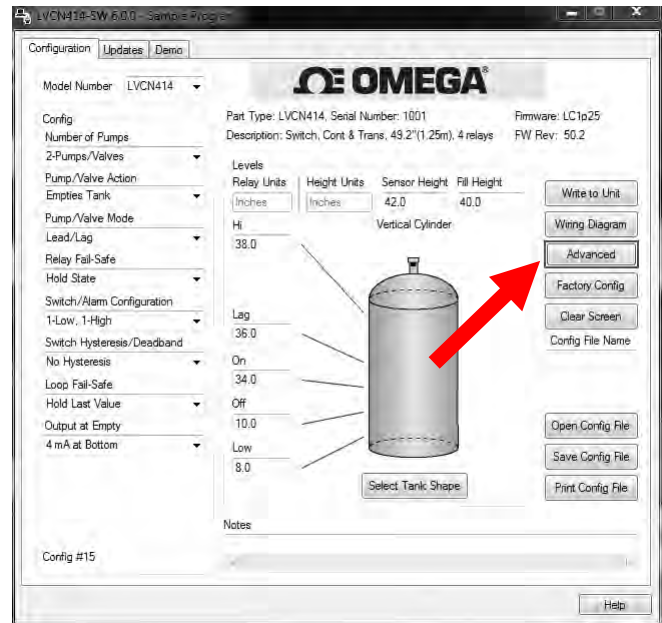 LVCN414-SW 6.0.0 - Sample Program
Configuration Updates Demo
Model Number LVCN414
Config
Number of Pumps
2-Pumps/Valves
Pump/Valve Action
Empties Tank
Pump/Valve Mode
Lead/Lag
Relay Fail-Safe
Hold State
Switch/Alarm Configuration
1-Low, 1-High
Switch Hysteresis/Deadband
No Hysteresis
Loop Fail-Safe
Hold Last Value
Output at Empty
4 mA at Bottom
Config #15
OMEGA®
Part Type: LVCN414, Serial Number: 1001 Firmware: LC1p25
Description: Switch, Cont & Trans, 49.2"(1.25m), 4 relays FW Rev: 50.2
Levels
Relay Units Height Units Sensor Height Fill Height
Inches Inches 42.0 40.0
Hi Vertical Cylinder
38.0
Lag
36.0
On
34.0
Off
10.0
Low
8.0
Select Tank Shape
Notes
Write to Unit
Wiring Diagram
Advanced
Factory Config
Clear Screen
Config File Name
Open Config File
Save Config File
Print Config File
Help